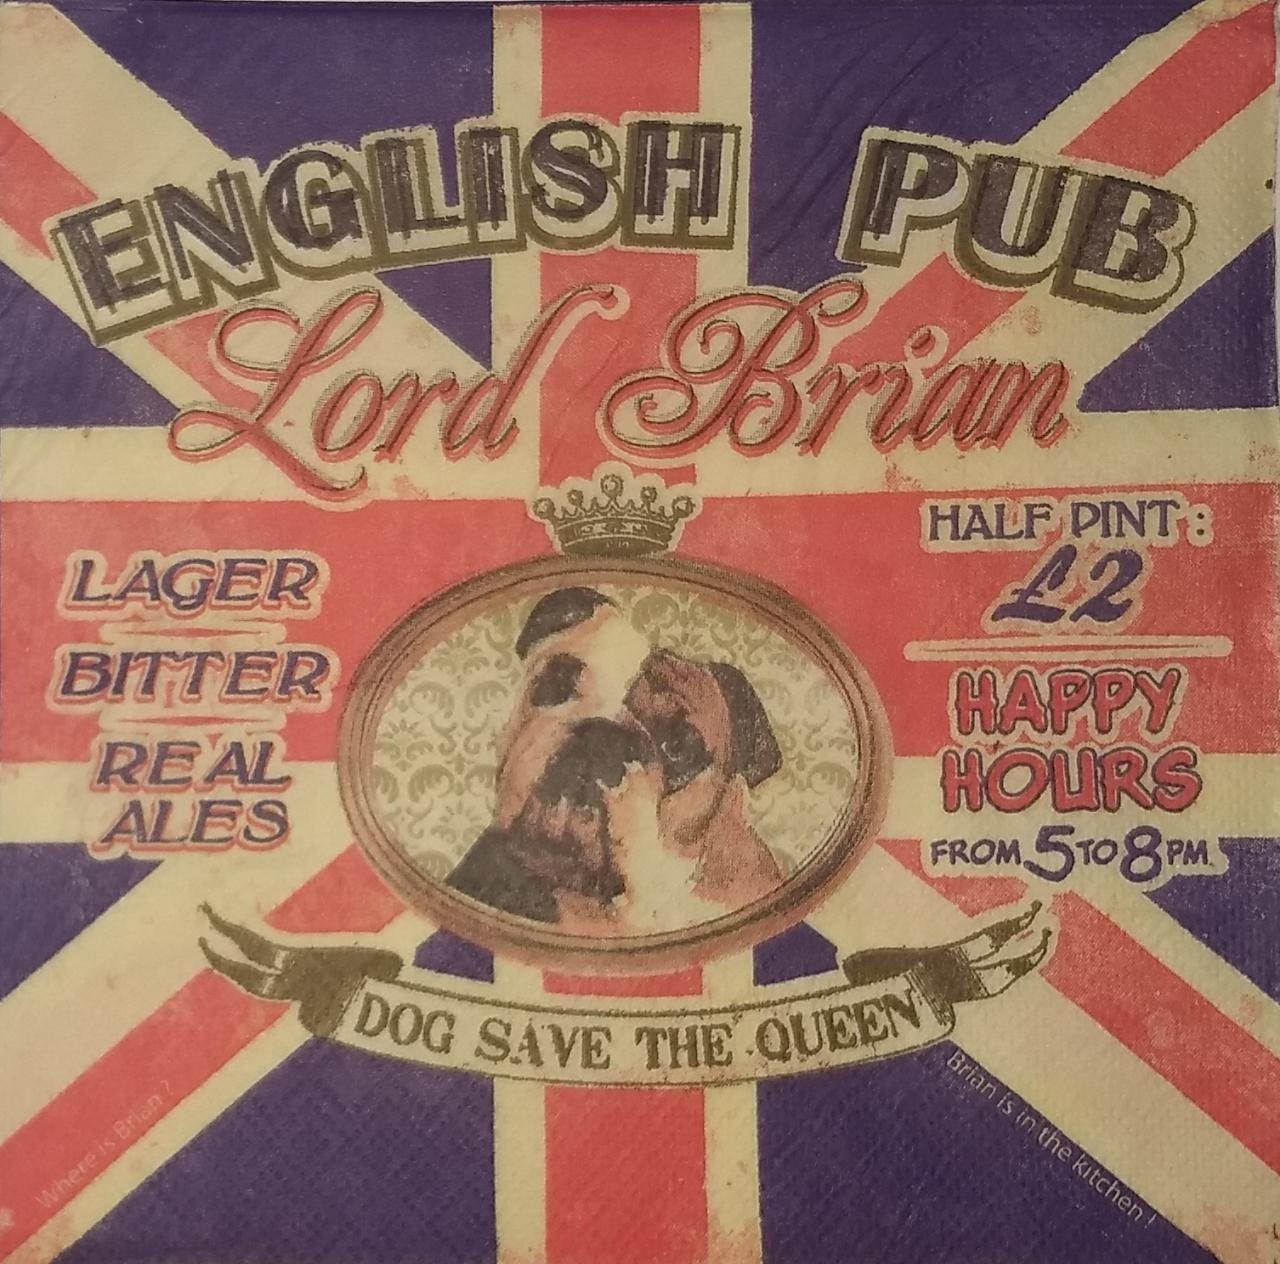 ENGLISH PUB
Lord Brian
LAGER
BITTER
REAL
ALES
HALF PINT :
£2
HAPPY
HOURS
FROM 5 TO 8 PM
DOG SAVE THE QUEEN
Where is Brian ?
Brian is in the kitchen !